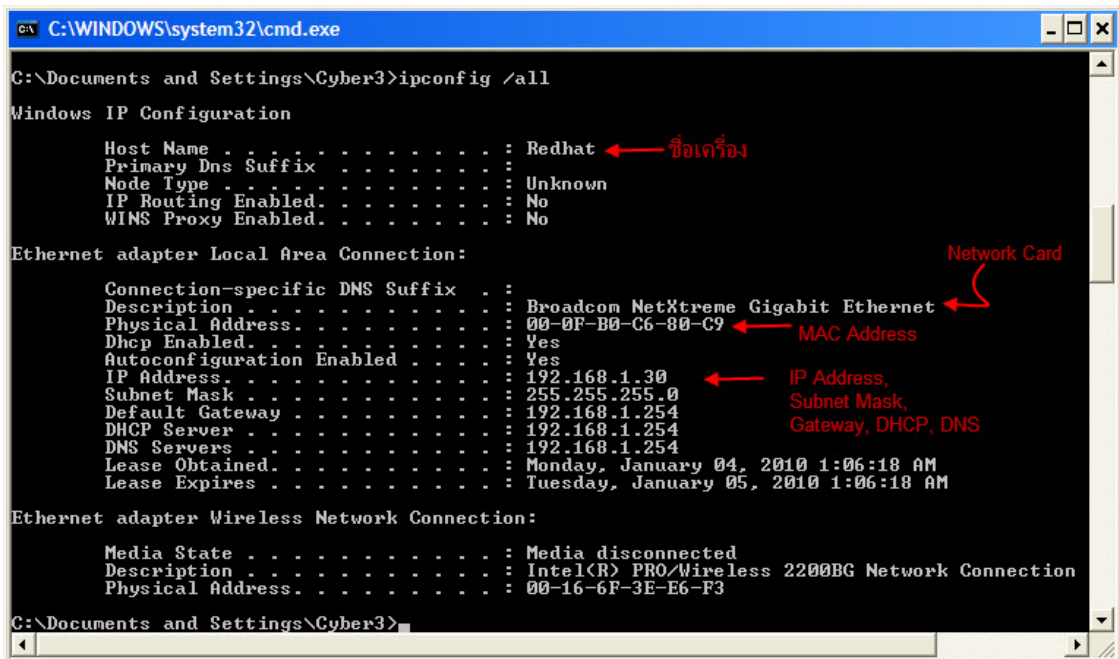 C:\WINDOWS\system32\cmd.exe
C:\Documents and Settings\Cyber3>ipconfig /all
Windows IP Configuration
Host Name . . . . . . . . . . . . : Redhat ชื่อเครื่อง
Primary Dns Suffix . . . . . . . :
Node Type . . . . . . . . . . . . : Unknown
IP Routing Enabled. . . . . . . . : No
WINS Proxy Enabled. . . . . . . . : No
Ethernet adapter Local Area Connection:
Network Card
Connection-specific DNS Suffix . :
Description . . . . . . . . . . . : Broadcom NetXtreme Gigabit Ethernet
Physical Address. . . . . . . . . : 00-0F-B0-C6-80-C9
MAC Address
Dhcp Enabled. . . . . . . . . . . : Yes
Autoconfiguration Enabled . . . . : Yes
IP Address. . . . . . . . . . . . : 192.168.1.30
IP Address,
Subnet Mask . . . . . . . . . . . : 255.255.255.0
Subnet Mask,
Default Gateway . . . . . . . . . : 192.168.1.254
Gateway, DHCP, DNS
DHCP Server . . . . . . . . . . . : 192.168.1.254
DNS Servers . . . . . . . . . . . : 192.168.1.254
Lease Obtained. . . . . . . . . . : Monday, January 04, 2010 1:06:18 AM
Lease Expires . . . . . . . . . . : Tuesday, January 05, 2010 1:06:18 AM
Ethernet adapter Wireless Network Connection:
Media State . . . . . . . . . . . : Media disconnected
Description . . . . . . . . . . . : Intel(R) PRO/Wireless 2200BG Network Connection
Physical Address. . . . . . . . . : 00-16-6F-3E-E6-F3
C:\Documents and Settings\Cyber3>